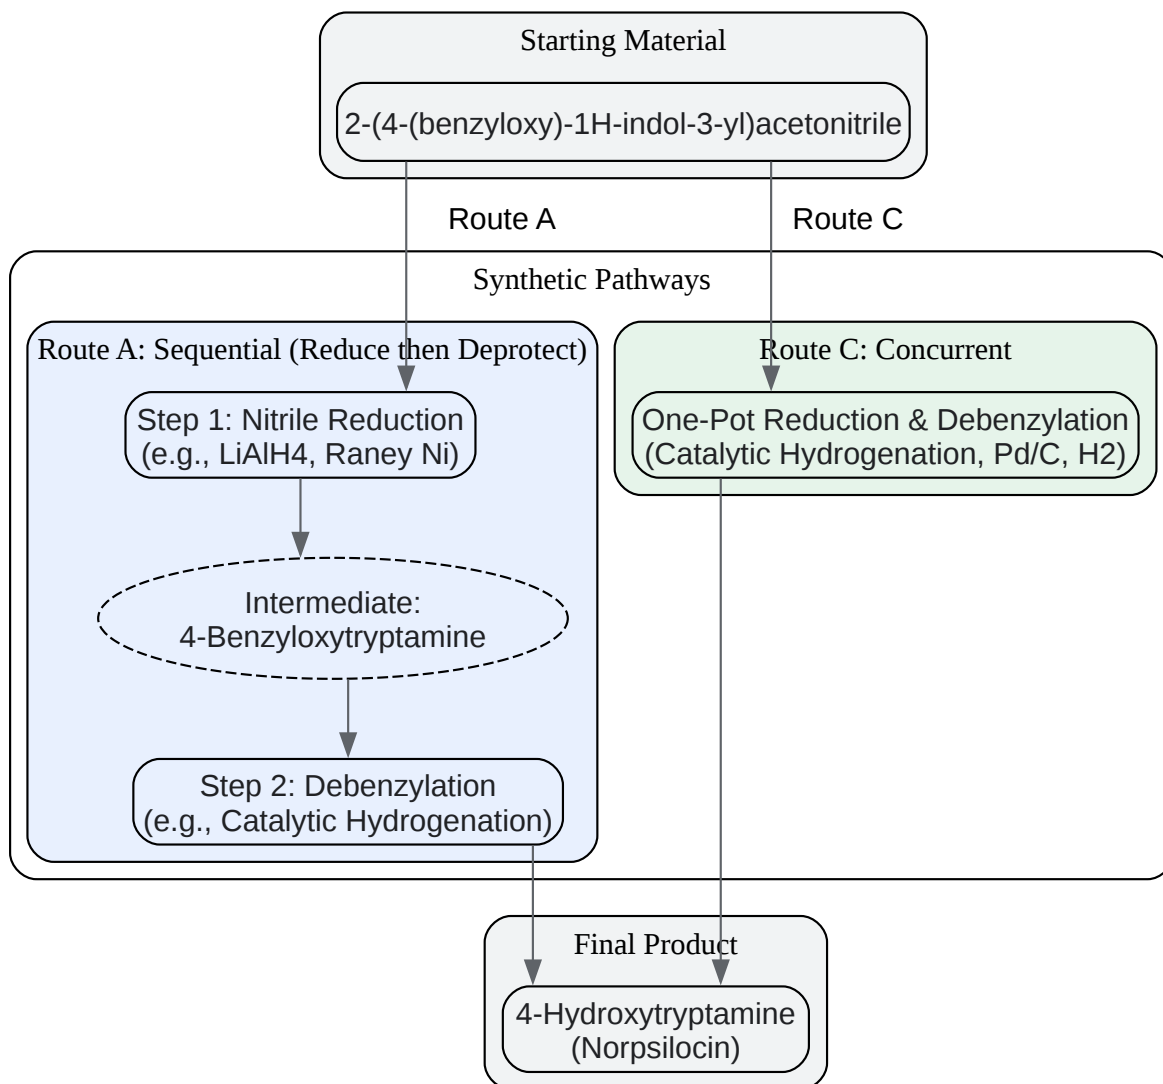 Starting Material
2-(4-(benzyloxy)-1H-indol-3-yl)acetonitrile
Route A
Route C
Synthetic Pathways
Route A: Sequential (Reduce then Deprotect)
Route C: Concurrent
Step 1: Nitrile Reduction
(e.g., LiAlH4, Raney Ni)
One-Pot Reduction & Debenzylation
(Catalytic Hydrogenation, Pd/C, H2)
Intermediate:
4-Benzyloxytryptamine
Step 2: Debenzylation
(e.g., Catalytic Hydrogenation)
Final Product
4-Hydroxytryptamine
(Norpsilocin)